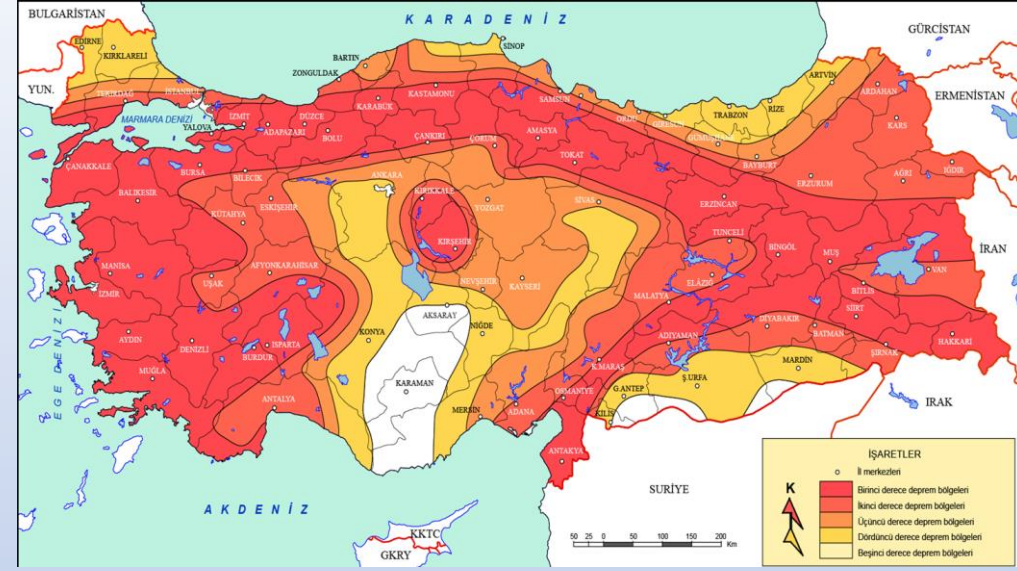 BULGARİSTAN
KARADENİZ
GÜRCİSTAN
EDİRNE
KIRKLARELİ
SİNOP
BARTIN
ZONGULDAK
YUN.
TEKİRDAĞ
İSTANBUL
KASTAMONU
KARABÜK
SAMSUN
ARTVİN
RİZE
TRABZON
ARDAHAN
ERMENİSTAN
MARMARA DENİZİ
YALOVA
İZMİT
ADAPAZARI
DÜZCE
BOLU
ÇANKIRI
ÇORUM
AMASYA
ORDU
GİRESUN
GÜMÜŞHANE
KARS
ÇANAKKALE
BURSA
BİLECİK
TOKAT
BAYBURT
ERZURUM
AĞRI
IĞDIR
BALIKESİR
ANKARA
KIRIKKALE
ESKİŞEHİR
KÜTAHYA
YOZGAT
SİVAS
ERZİNCAN
TUNCELİ
BİNGÖL
MUŞ
VAN
İRAN
KIRŞEHİR
MANİSA
İZMİR
UŞAK
AFYONKARAHİSAR
NEVŞEHİR
KAYSERİ
ELÂZIĞ
MALATYA
BİTLİS
SİİRT
EGE DENİZİ
AYDIN
DENİZLİ
BURDUR
ISPARTA
KONYA
AKSARAY
NİĞDE
ADIYAMAN
DİYABAKIR
BATMAN
ŞIRNAK
HAKKARİ
MUĞLA
ANTALYA
KARAMAN
MERSİN
ADANA
K.MARAŞ
OSMANİYE
G.ANTEP
Ş.URFA
MARDİN
KİLİS
IRAK
ANTAKYA
SURİYE
AKDENİZ
KKTC
GKRY
50 25 0 50 100 150 200
Km
İŞARETLER
İl merkezleri
K
Birinci derece deprem bölgeleri
İkinci derece deprem bölgeleri
Üçüncü derece deprem bölgeleri
Dördüncü derece deprem bölgeleri
Beşinci derece deprem bölgeleri